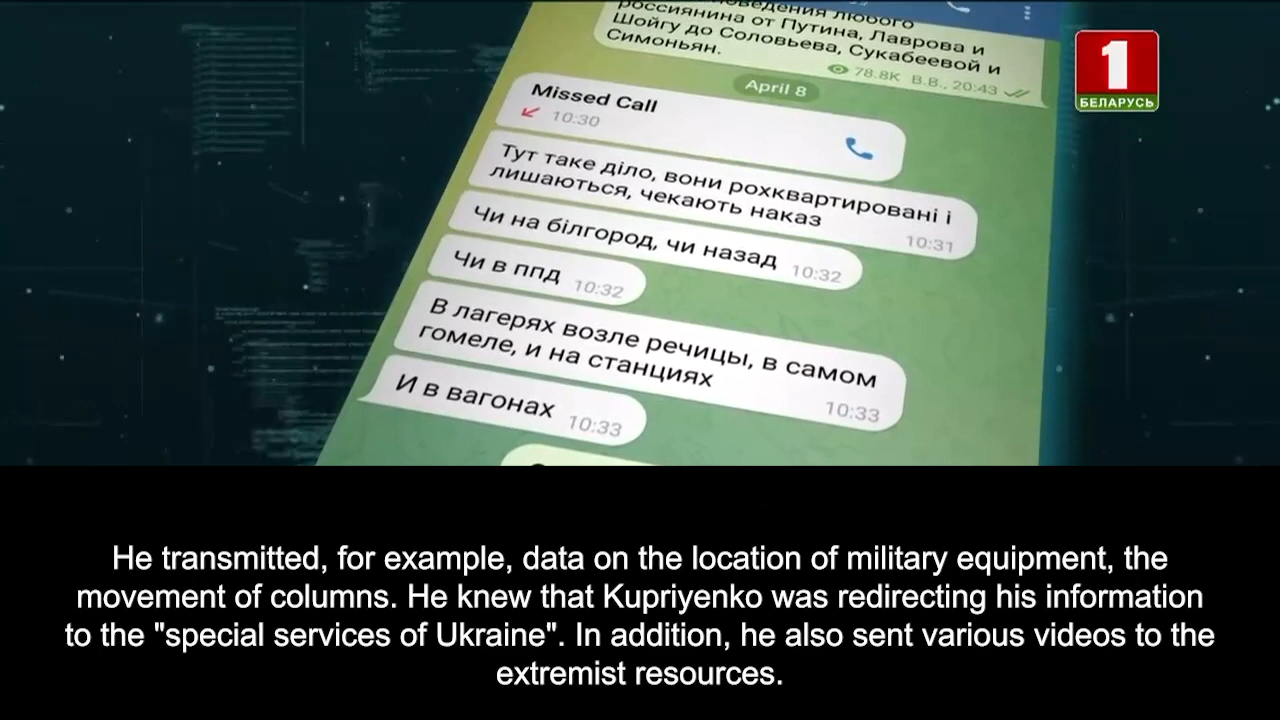 поведения любого
россиянина от Путина, Лаврова и
Шойгу до Соловьева, Сукабеевой и
Симоньян.
78.8K В.В., 20:43
April 8
Missed Call
10:30
Тут таке діло, вони рохквартировані і
лишаються, чекають наказ
10:31
Чи на білгород, чи назад
10:32
Чи в ппд
10:32
В лагерях возле речицы, в самом
гомеле, и на станциях
10:33
И в вагонах
10:33
1
БЕЛАРУСЬ
He transmitted, for example, data on the location of military equipment, the
movement of columns. He knew that Kupriyenko was redirecting his information
to the "special services of Ukraine". In addition, he also sent various videos to the
extremist resources.